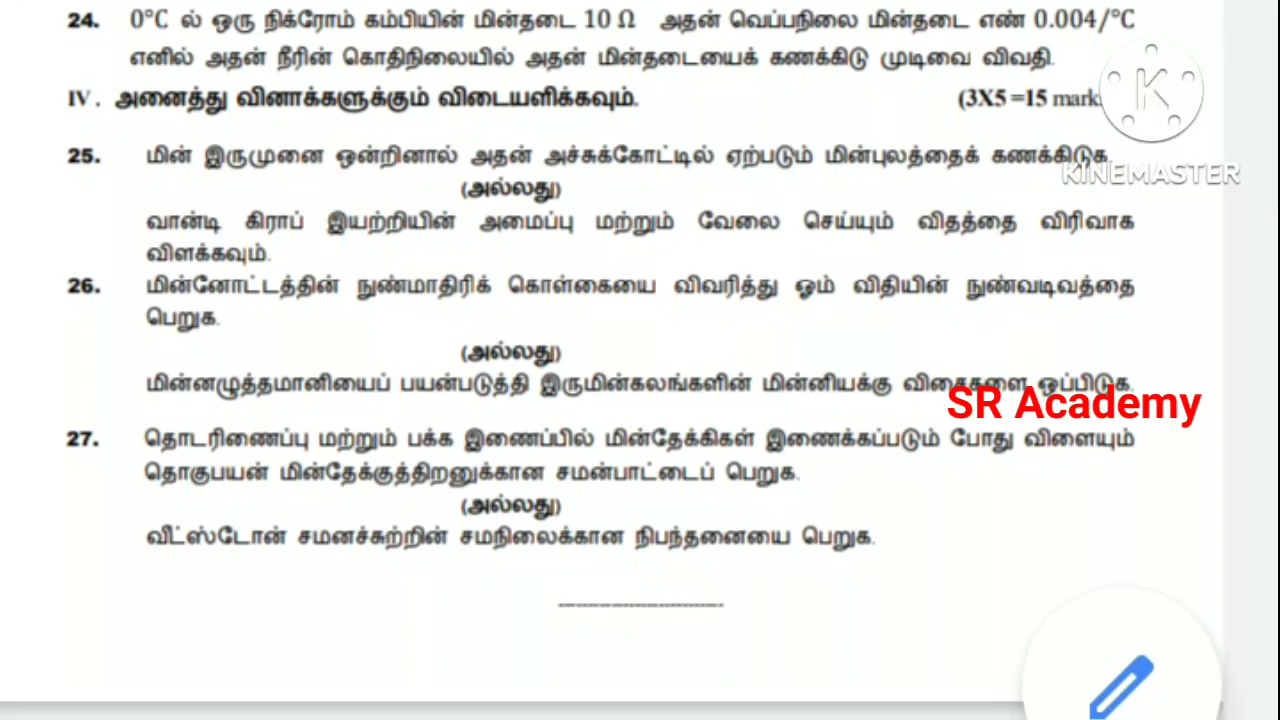 24. 0°C ல் ஒரு நிக்ரோம் கம்பியின் மின்தடை 10 Ω அதன் வெப்பநிலை மின்தடை எண் 0.004/°C
எனில் அதன் நீரின் கொதிநிலையில் அதன் மின்தடையைக் கணக்கிடு முடிவை விவதி.
IV . அனைத்து வினாக்களுக்கும் விடையளிக்கவும். (3X5 =15 mark
K
KINEMASTER
25. மின் இருமுனை ஒன்றினால் அதன் அச்சுக்கோட்டில் ஏற்படும் மின்புலத்தைக் கணக்கிடுக.
(அல்லது)
வான்டி கிராப் இயற்றியின் அமைப்பு மற்றும் வேலை செய்யும் விதத்தை விரிவாக
விளக்கவும்.
26. மின்னோட்டத்தின் நுண்மாதிரிக் கொள்கையை விவரித்து ஓம் விதியின் நுண்வடிவத்தை
பெறுக.
(அல்லது)
மின்னழுத்தமானியைப் பயன்படுத்தி இருமின்கலங்களின் மின்னியக்கு விசைகளை ஒப்பிடுக.
SR Academy
27. தொடரிணைப்பு மற்றும் பக்க இணைப்பில் மின்தேக்கிகள் இணைக்கப்படும் போது விளையும்
தொகுபயன் மின்தேக்குத்திறனுக்கான சமன்பாட்டைப் பெறுக.
(அல்லது)
வீட்ஸ்டோன் சமனச்சுற்றின் சமநிலைக்கான நிபந்தனையை பெறுக.